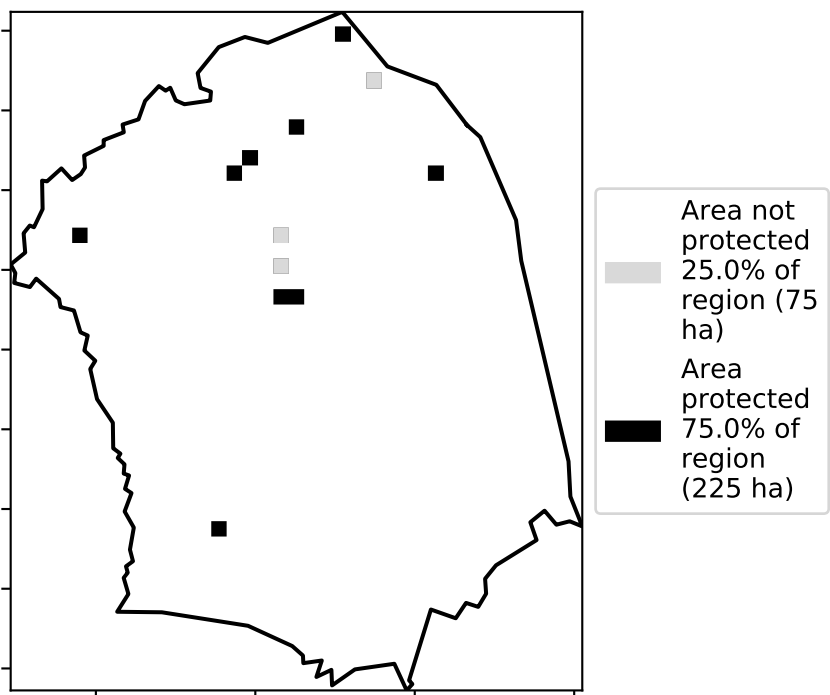 Area not
protected
25.0% of
region (75
ha)
Area
protected
75.0% of
region
(225 ha)